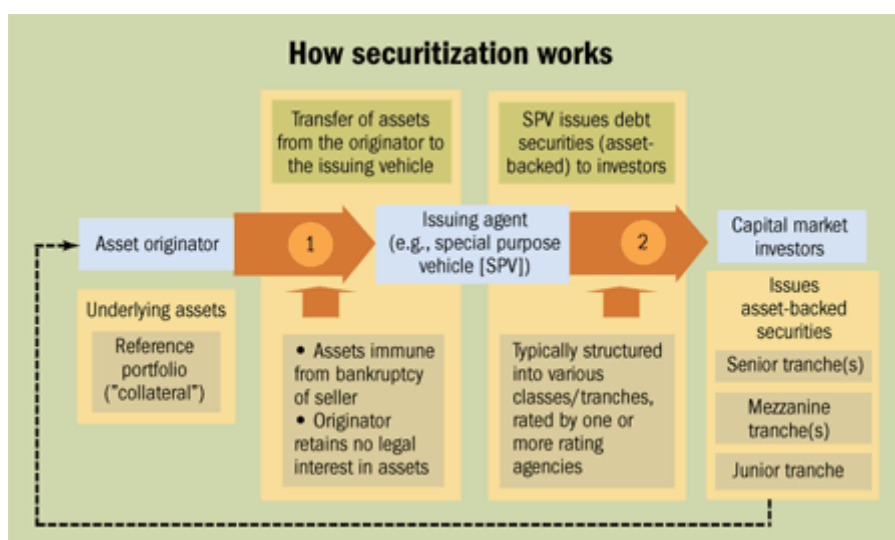 How securitization works
Transfer of assets
from the originator to
the issuing vehicle
SPV issues debt
securities (asset-
backed) to investors
Asset originator
1
Issuing agent
(e.g., special purpose
vehicle [SPV])
2
Capital market
investors
Underlying assets
Reference
portfolio
("collateral")
• Assets immune
from bankruptcy
of seller
• Originator
retains no legal
interest in assets
Typically structured
into various
classes/tranches,
rated by one or
more rating
agencies
Issues
asset-backed
securities
Senior tranche(s)
Mezzanine
tranche(s)
Junior tranche